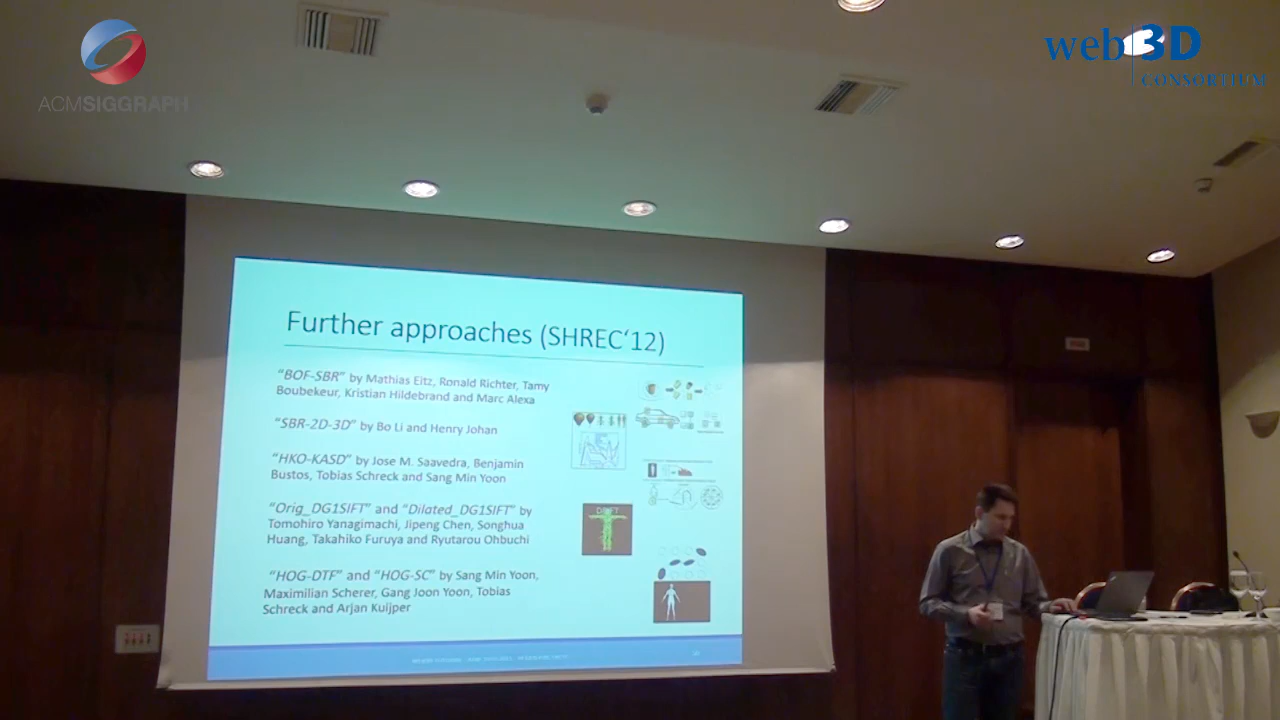 ACMSIGGRAPH
web 3D
CONSORTIUM
Further approaches (SHREC‘12)
“BOF-SBR” by Mathias Eitz, Ronald Richter, Tamy
Boubekeur, Kristian Hildebrand and Marc Alexa
“SBR-2D-3D” by Bo Li and Henry Johan
“HKO-KASD” by Jose M. Saavedra, Benjamin
Bustos, Tobias Schreck and Sang Min Yoon
“Orig_DG1SIFT” and “Dilated_DG1SIFT” by
Tomohiro Yanagimachi, Jipeng Chen, Songhua
Huang, Takahiko Furuya and Ryutarou Ohbuchi
“HOG-DTF” and “HOG-SC” by Sang Min Yoon,
Maximilian Scherer, Gang Joon Yoon, Tobias
Schreck and Arjan Kuijper